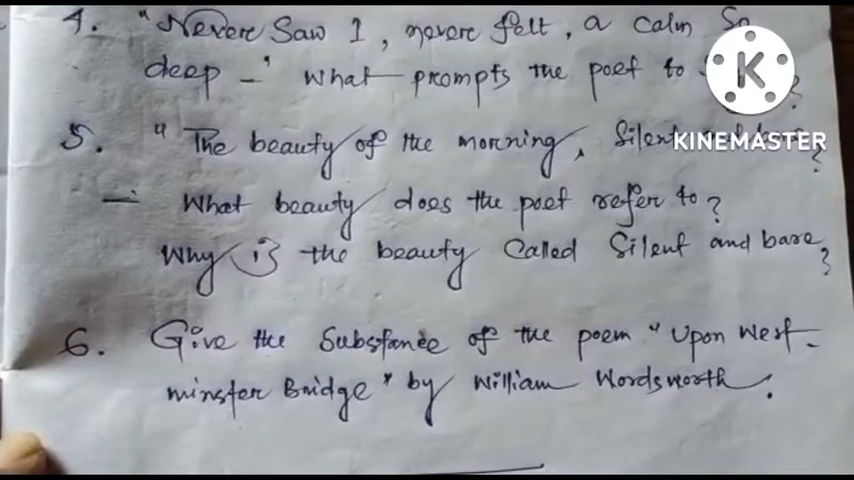 4. "Never Saw I, never felt, a calm So
deep –' what prompts the poet to
?
K
KINEMASTER
5. "The beauty of the morning, Silent
?
– What beauty does the poet refer to?
Why is the beauty Called Silent and bare?
6. Give the Substance of the poem "Upon West-
minster Bridge" by William Wordsworth.